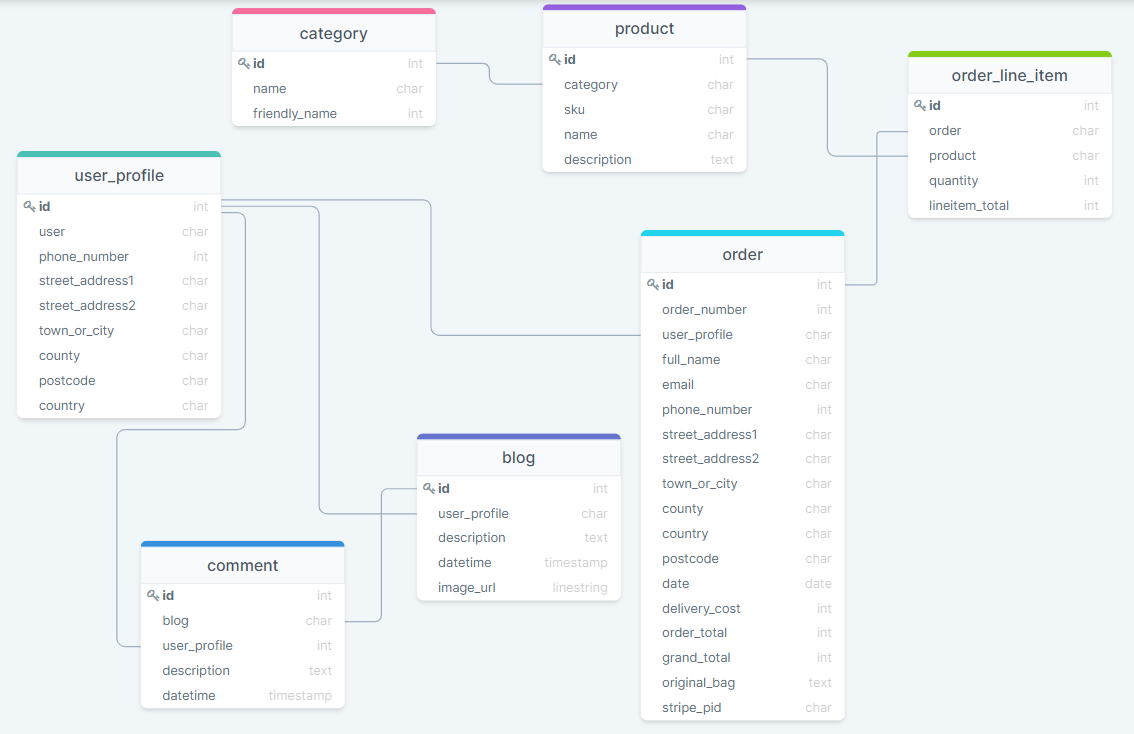 category
id int
name char
friendly_name int
product
id int
category char
sku char
name char
description text
order_line_item
id int
order char
product char
quantity int
lineitem_total int
user_profile
id int
user char
phone_number int
street_address1 char
street_address2 char
town_or_city char
county char
postcode char
country char
order
id int
order_number int
user_profile char
full_name char
email char
phone_number int
street_address1 char
street_address2 char
town_or_city char
county char
country char
postcode char
date date
delivery_cost int
order_total int
grand_total int
original_bag text
stripe_pid char
blog
id int
user_profile char
description text
datetime timestamp
image_url linestring
comment
id int
blog char
user_profile int
description text
datetime timestamp